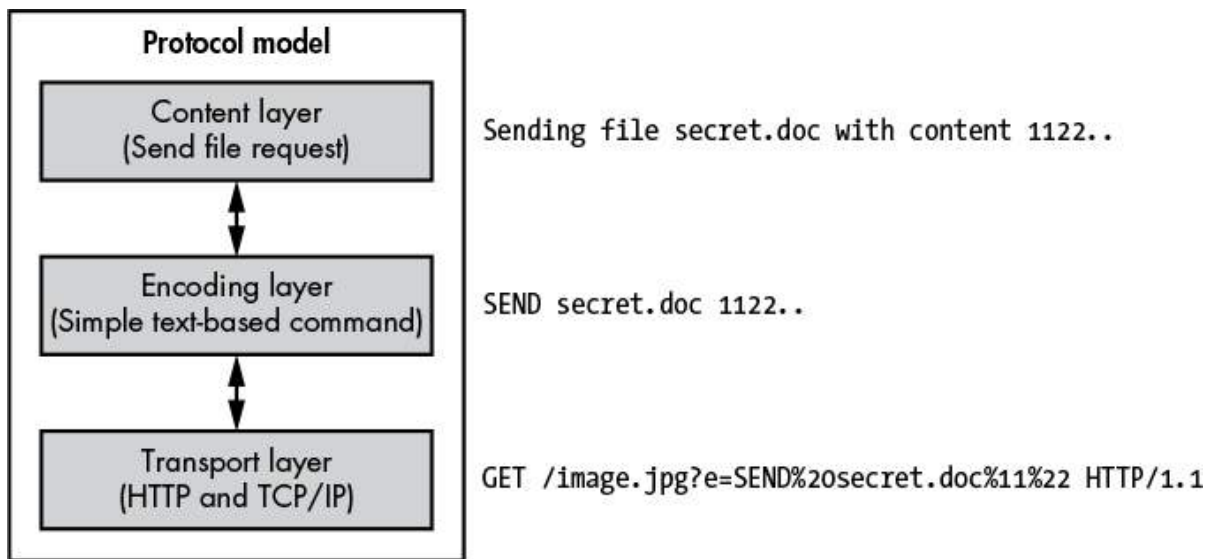 Protocol model
Content layer
(Send file request)
Sending file secret.doc with content 1122..
Encoding layer
(Simple text-based command)
SEND secret.doc 1122..
Transport layer
(HTTP and TCP/IP)
GET /image.jpg?e=SEND%20secret.doc%11%22 HTTP/1.1